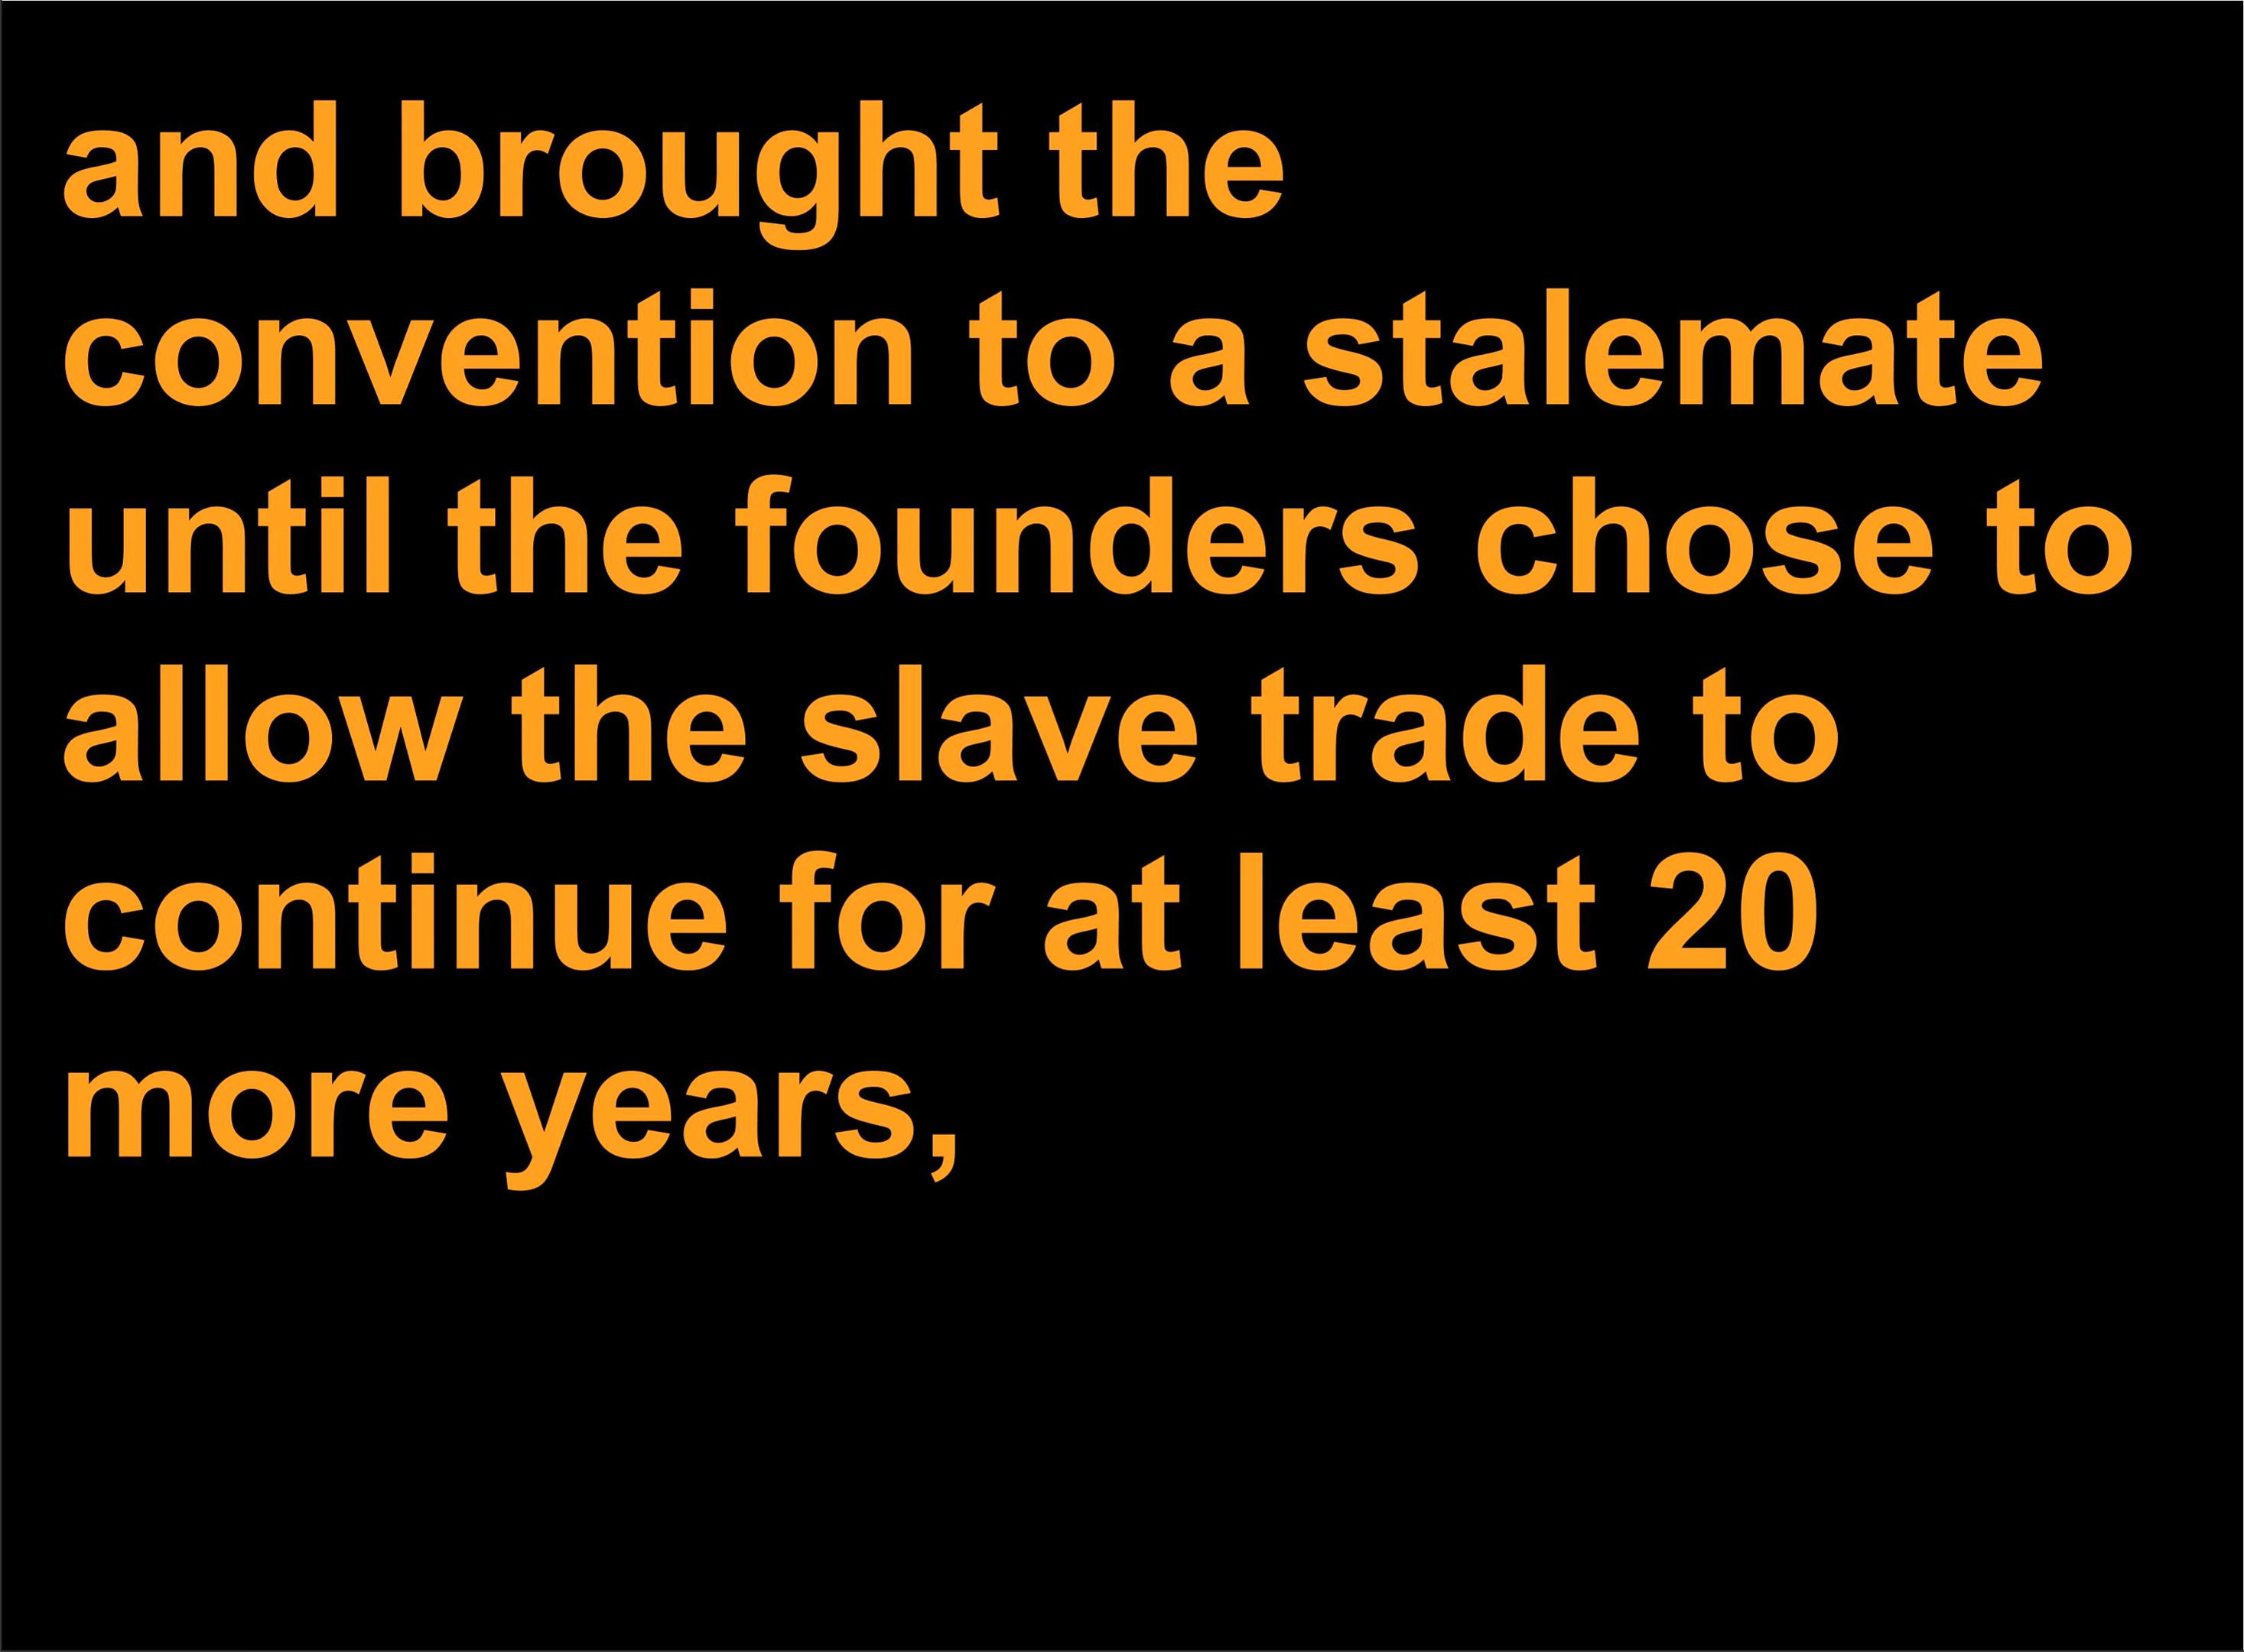 and brought the
convention to a stalemate
until the founders chose to
allow the slave trade to
continue for at least 20
more years,